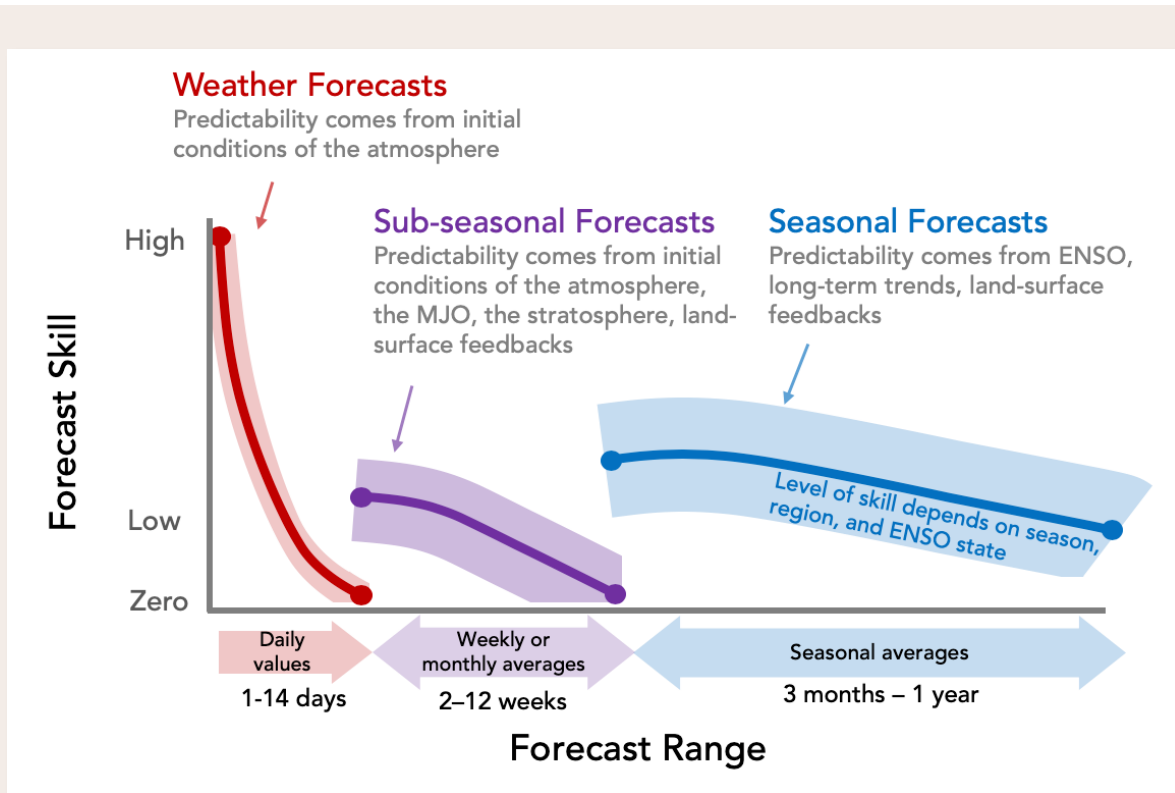 Weather Forecasts
Predictability comes from initial
conditions of the atmosphere
Sub-seasonal Forecasts
Predictability comes from initial
conditions of the atmosphere,
the MJO, the stratosphere, land-
surface feedbacks
Seasonal Forecasts
Predictability comes from ENSO,
long-term trends, land-surface
feedbacks
High
Low
Zero
Forecast Skill
Level of skill depends on season,
region, and ENSO state
Daily
values
1-14 days
Weekly or
monthly averages
2–12 weeks
Seasonal averages
3 months – 1 year
Forecast Range